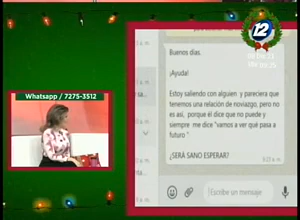 12
Whatsapp / 7275-3512
Buenos días.
¡Ayuda!
Estoy saliendo con alguien y pareciera que
tenemos una relación de noviazgo, pero no
es así, porque él dice que no puede y
siempre me dice "vamos a ver qué pasa a
futuro "
¿SERÁ SANO ESPERAR?
Escribe un mensaje